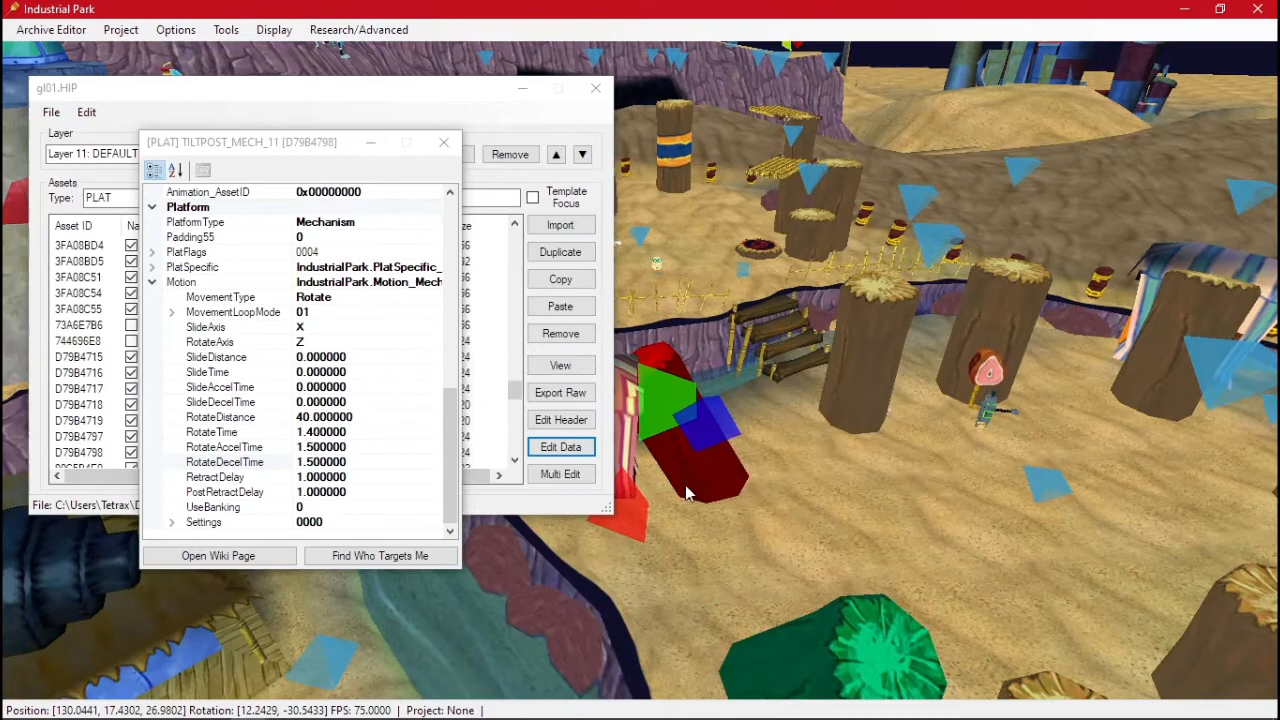 Industrial Park
Archive Editor Project Options Tools Display Research/Advanced
gl01.HIP
File Edit
Layer
Layer 11: DEFAULT
Remove
Assets
Type: PLAT
Template
Focus
Asset ID
3FA08BD4
3FA08BD5
3FA08C51
3FA08C54
3FA08C55
73A6E7B6
744696E8
D79B4715
D79B4716
D79B4717
D79B4718
D79B4719
D79B4797
D79B4798
Import
Duplicate
Copy
Paste
Remove
View
Export Raw
Edit Header
Edit Data
Multi Edit
File: C:\Users\Tetrax\D
[PLAT] TILTPOST_MECH_11 [D79B4798]
Animation_AssetID 0x00000000
Platform
PlatformType Mechanism
Padding55 0
PlatFlags 0004
PlatSpecific IndustrialPark.PlatSpecific_
Motion IndustrialPark.Motion_Mech
MovementType Rotate
MovementLoopMode 01
SlideAxis X
RotateAxis Z
SlideDistance 0.000000
SlideTime 0.000000
SlideAccelTime 0.000000
SlideDecelTime 0.000000
RotateDistance 40.000000
RotateTime 1.400000
RotateAccelTime 1.500000
RotateDecelTime 1.500000
RetractDelay 1.000000
PostRetractDelay 1.000000
UseBanking 0
Settings 0000
Open Wiki Page Find Who Targets Me
Position: [130.0441, 17.4302, 26.9802] Rotation: [12.2429, -30.5433] FPS: 75.0000 | Project: None |